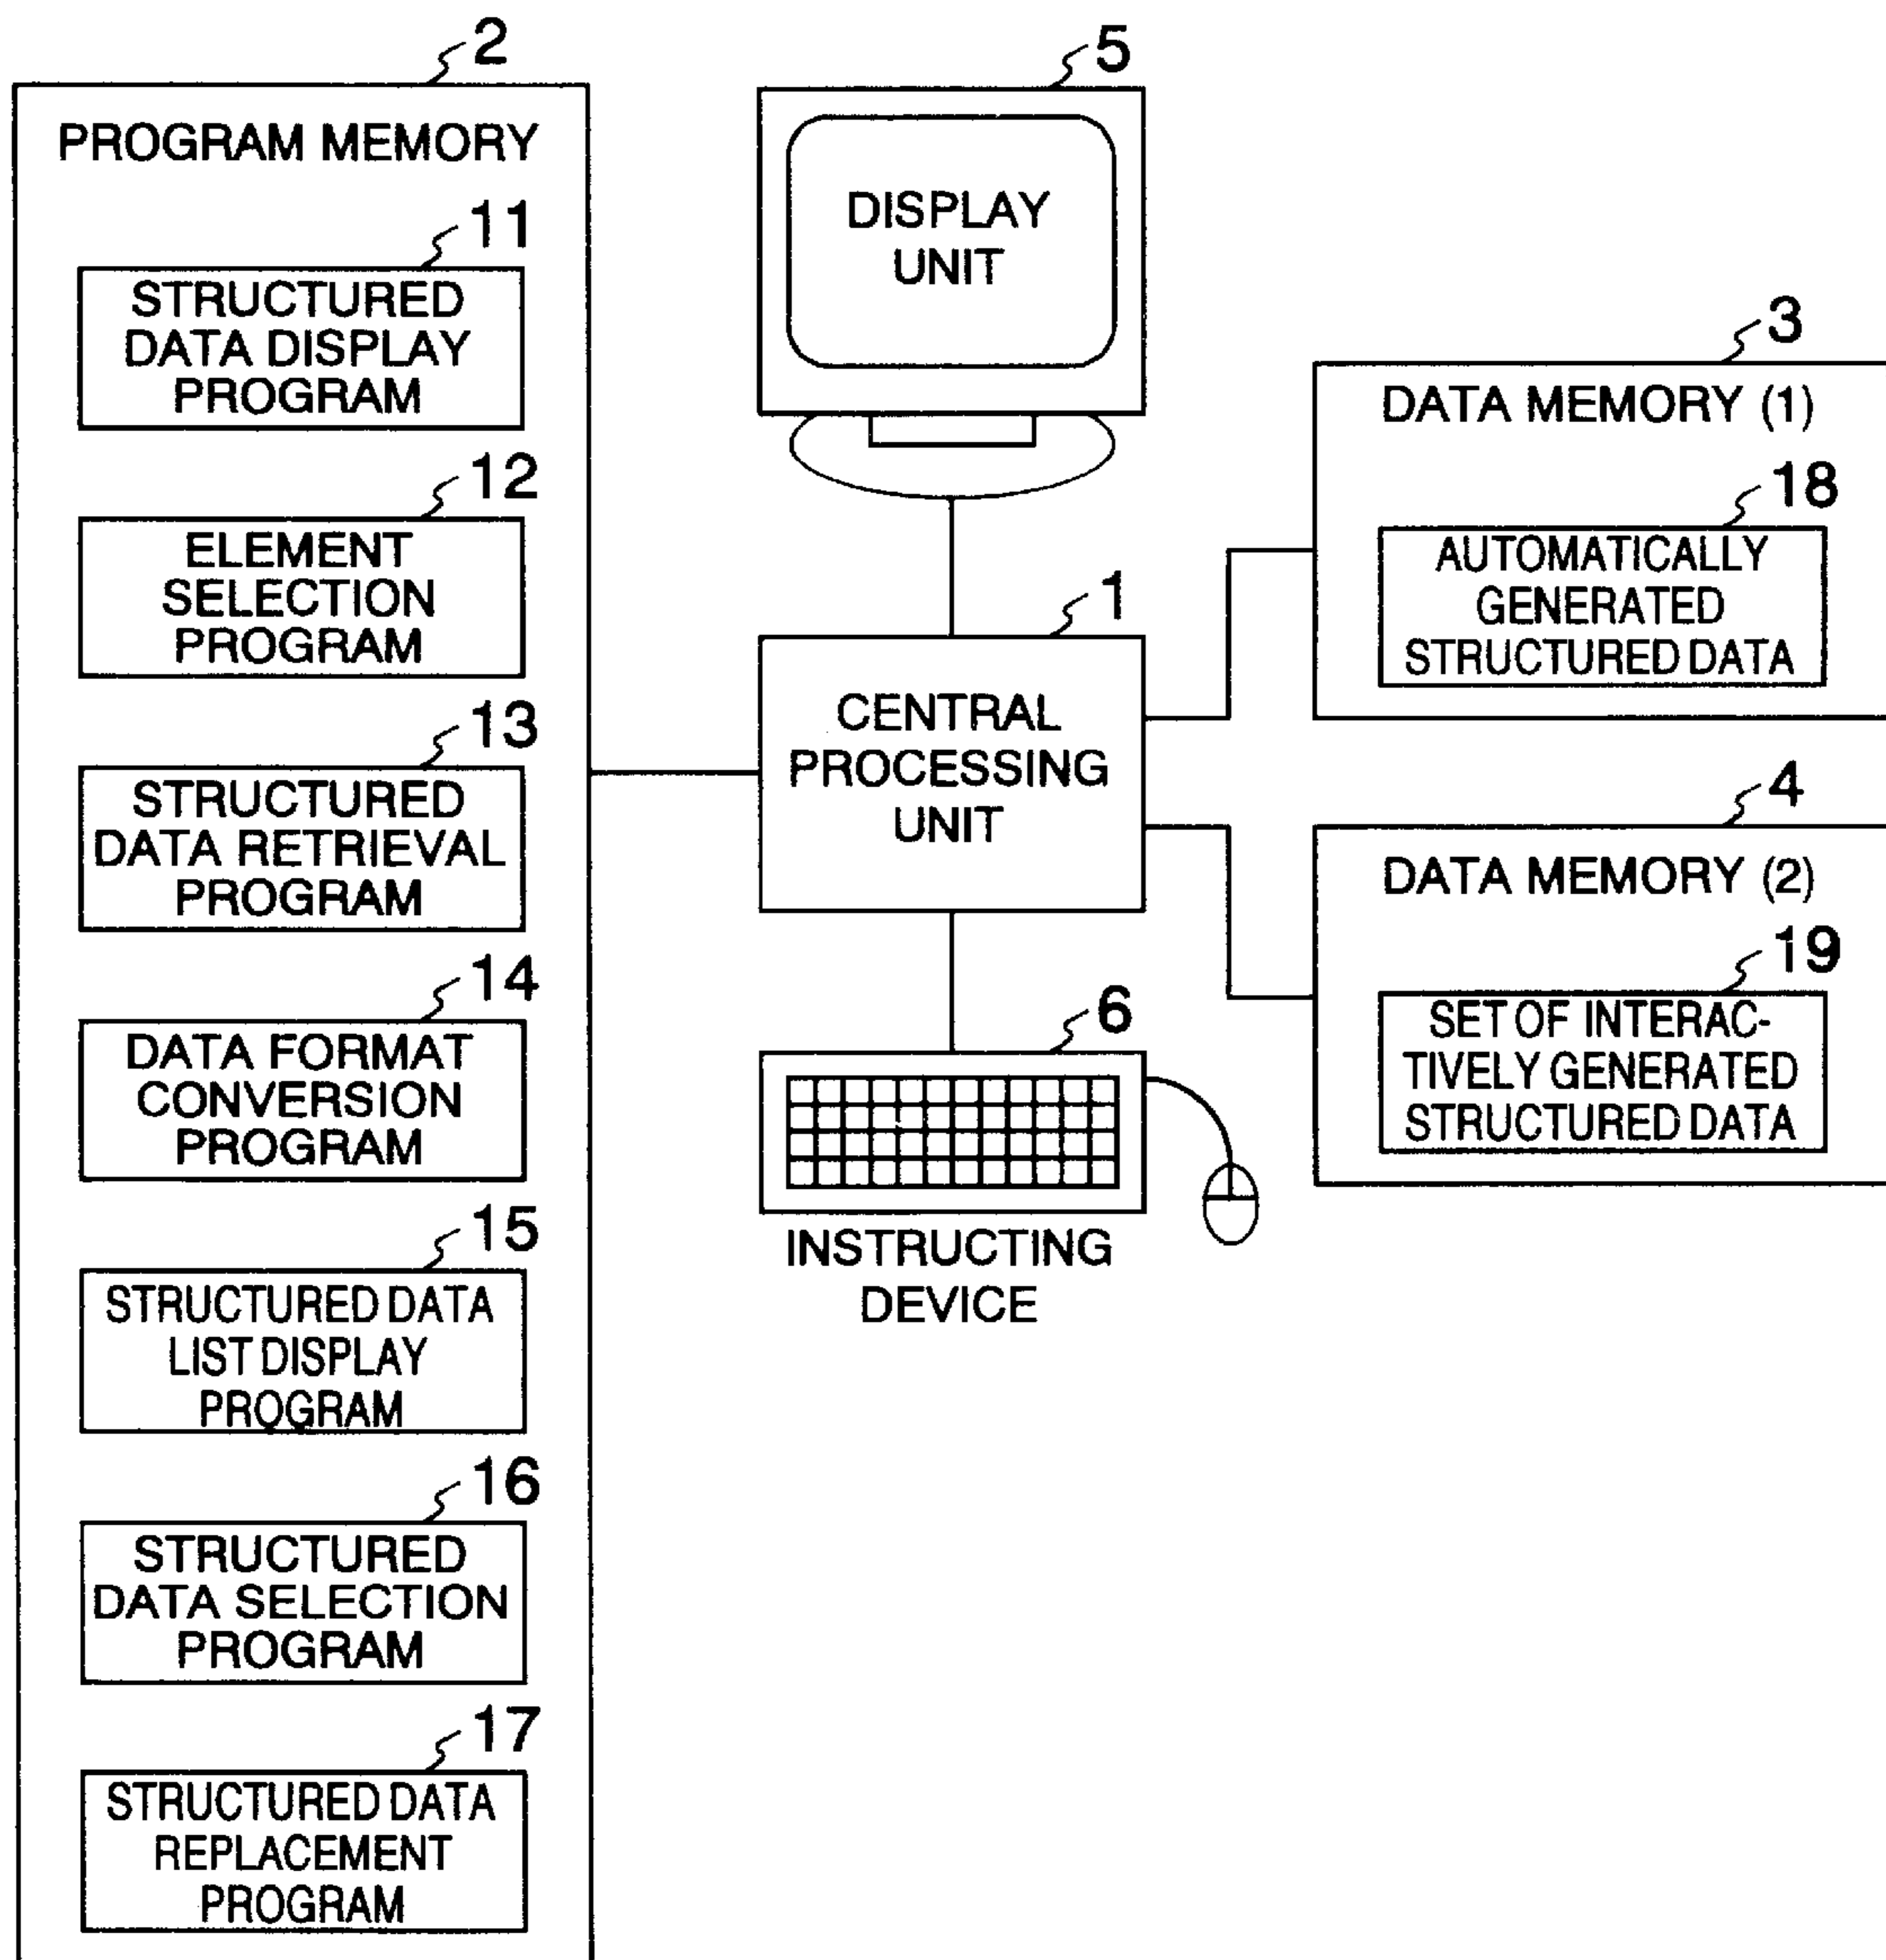 2
PROGRAM MEMORY
11
STRUCTURED
DATA DISPLAY
PROGRAM
12
ELEMENT
SELECTION
PROGRAM
13
STRUCTURED
DATA RETRIEVAL
PROGRAM
14
DATA FORMAT
CONVERSION
PROGRAM
15
STRUCTURED DATA
LIST DISPLAY
PROGRAM
16
STRUCTURED
DATA SELECTION
PROGRAM
17
STRUCTURED DATA
REPLACEMENT
PROGRAM
5
DISPLAY
UNIT
1
CENTRAL
PROCESSING
UNIT
6
INSTRUCTING
DEVICE
3
DATA MEMORY (1)
18
AUTOMATICALLY
GENERATED
STRUCTURED DATA
4
DATA MEMORY (2)
19
SET OF INTERAC-
TIVELY GENERATED
STRUCTURED DATA